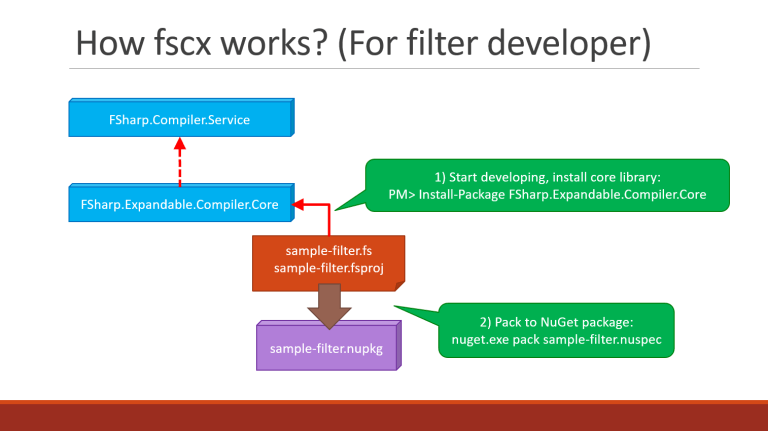 How fscx works? (For filter developer)
FSharp.Compiler.Service
1) Start developing, install core library:
PM> Install-Package FSharp.Expandable.Compiler.Core
FSharp.Expandable.Compiler.Core
sample-filter.fs
sample-filter.fsproj
2) Pack to NuGet package:
nuget.exe pack sample-filter.nuspec
sample-filter.nupkg